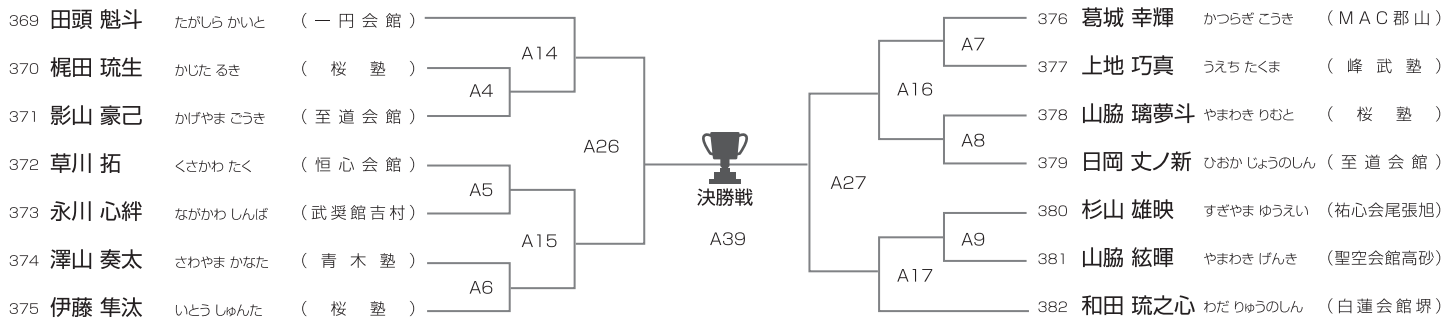 369 田頭 魁斗 たがしら かいと （一円会館）
370 梶田 琉生 かじた るき （桜塾）
371 影山 豪己 かげやま ごうき （至道会館）
372 草川 拓 くさかわ たく （恒心会館）
373 永川 心絆 ながかわ しんば （武奨館吉村）
374 澤山 奏太 さわやま かなた （青木塾）
375 伊藤 隼汰 いとう しゅんた （桜塾）
A14
A4
A26
A5
A15
A6
決勝戦
A39
A7
A16
A8
A27
A9
A17
376 葛城 幸輝 かつらぎ こうき （MAC郡山）
377 上地 巧真 うえち たくま （峰武塾）
378 山脇 璃夢斗 やまわき りむと （桜塾）
379 日岡 丈ノ新 ひおか じょうのしん （至道会館）
380 杉山 雄映 すぎやま ゆうえい （祐心会尾張旭）
381 山脇 絃暉 やまわき げんき （聖空会館高砂）
382 和田 琉之心 わだ りゅうのしん （白蓮会館堺）